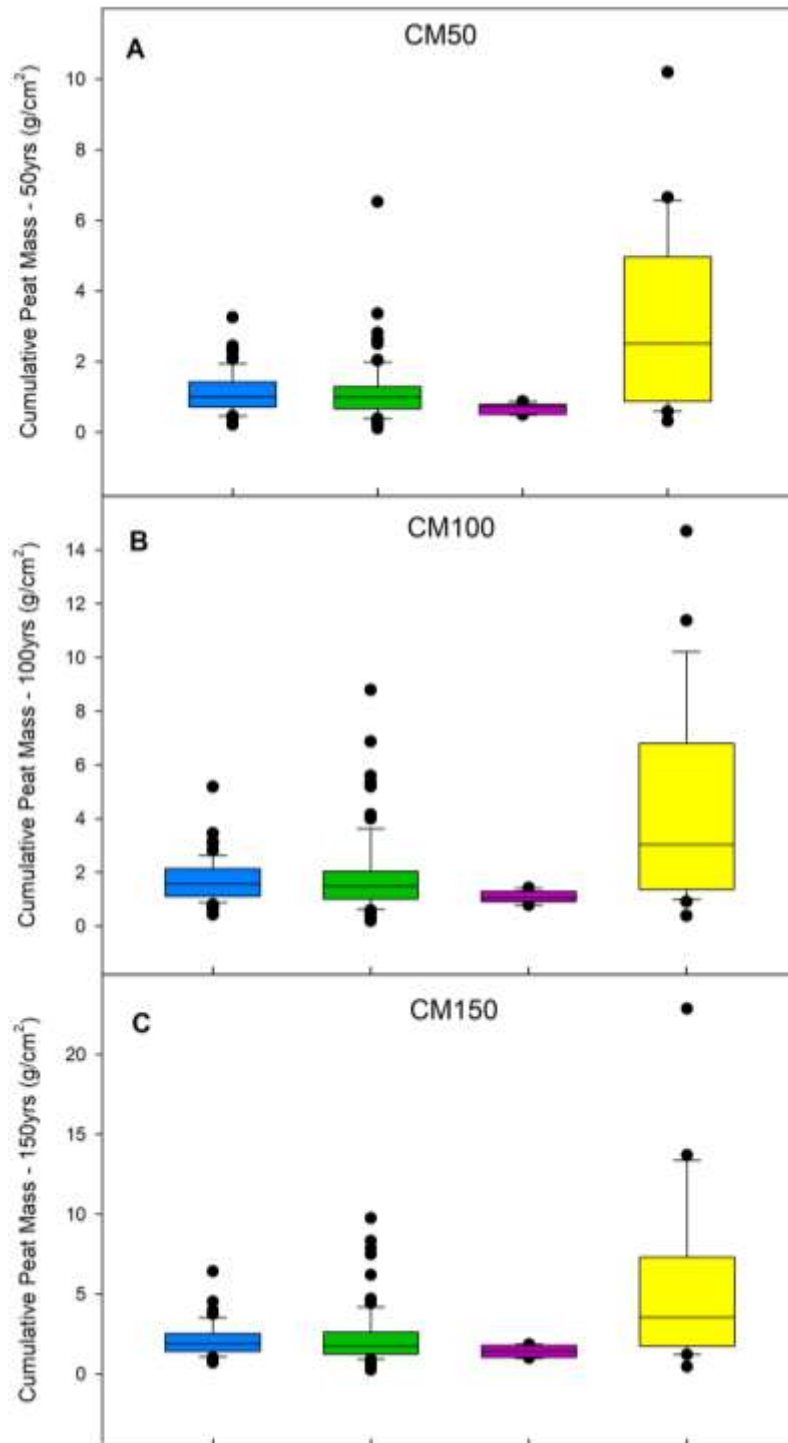 A
CM50
Cumulative Peat Mass - 50yrs (g/cm²)
10
8
6
4
2
0
B
CM100
Cumulative Peat Mass - 100yrs (g/cm²)
14
12
10
8
6
4
2
0
C
CM150
Cumulative Peat Mass - 150yrs (g/cm²)
20
15
10
5
0